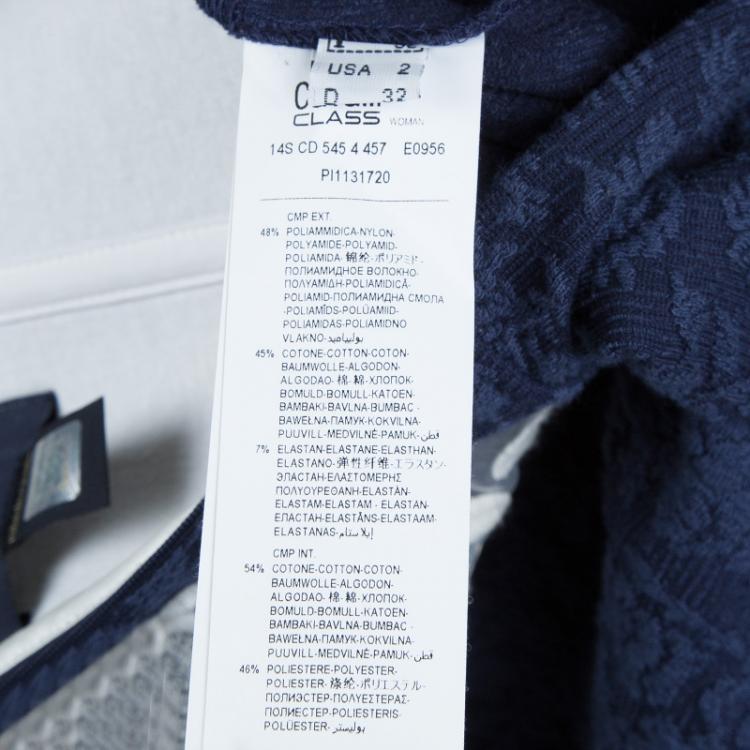 USA 2
D 32
CLASS WOMAN
14S CD 545 4 457 E0956
PI1131720
CMP EXT.
48% POLIAMMIDICA-NYLON-
POLYAMIDE-POLYAMID-
POLIAMIDA-锦纶-ポリアミド-
ПОЛИАМИДНОЕ ВОЛОКНО-
ΠΟΛΥΑΜΙΔΗ-POLIAMIDICĂ-
POLIAMID-ПОЛИАМИДНА СМОЛА
-POLIAMĪDS-POLÜAMIID-
POLIAMIDAS-POLIAMIDNO
VLAKNO-بولياميد
45% COTONE-COTTON-COTON-
BAUMWOLLE-ALGODON-
ALGODAO-棉-綿-ХЛОПОК-
BOMULD-BOMULL-KATOEN-
BAMBAKI-BAVLNA-BUMBAC-
BAWEŁNA-ПАМУК-KOKVILNA-
PUUVILL-MEDVILNĖ-PAMUK-قطن
7% ELASTAN-ELASTANE-ELASTHAN-
ELASTANO-弹性纤维-エラスタン-
ЭЛАСТАН-ΕΛΑΣΤΟΜΕΡΗΣ
ΠΟΛΥΟΥΡΕΘΑΝΗ-ELASTÁN-
ELASTAM-ELASTAM-ELASTAN-
ЕЛАСТАН-ELASTĀNS-ELASTAAM-
ELASTANAS-إيلاستام
CMP INT.
54% COTONE-COTTON-COTON-
BAUMWOLLE-ALGODON-
ALGODAO-棉-綿-ХЛОПОК-
BOMULD-BOMULL-KATOEN-
BAMBAKI-BAVLNA-BUMBAC-
BAWEŁNA-ПАМУК-KOKVILNA-
PUUVILL-MEDVILNĖ-PAMUK-قطن
46% POLIESTERE-POLYESTER-
POLIESTER-涤纶-ポリエステル-
ПОЛИЭСТЕР-ΠΟΛΥΕΣΤΕΡΑΣ-
ПОЛИЕСТЕР-POLIESTERIS-
POLÜESTER-بوليستر